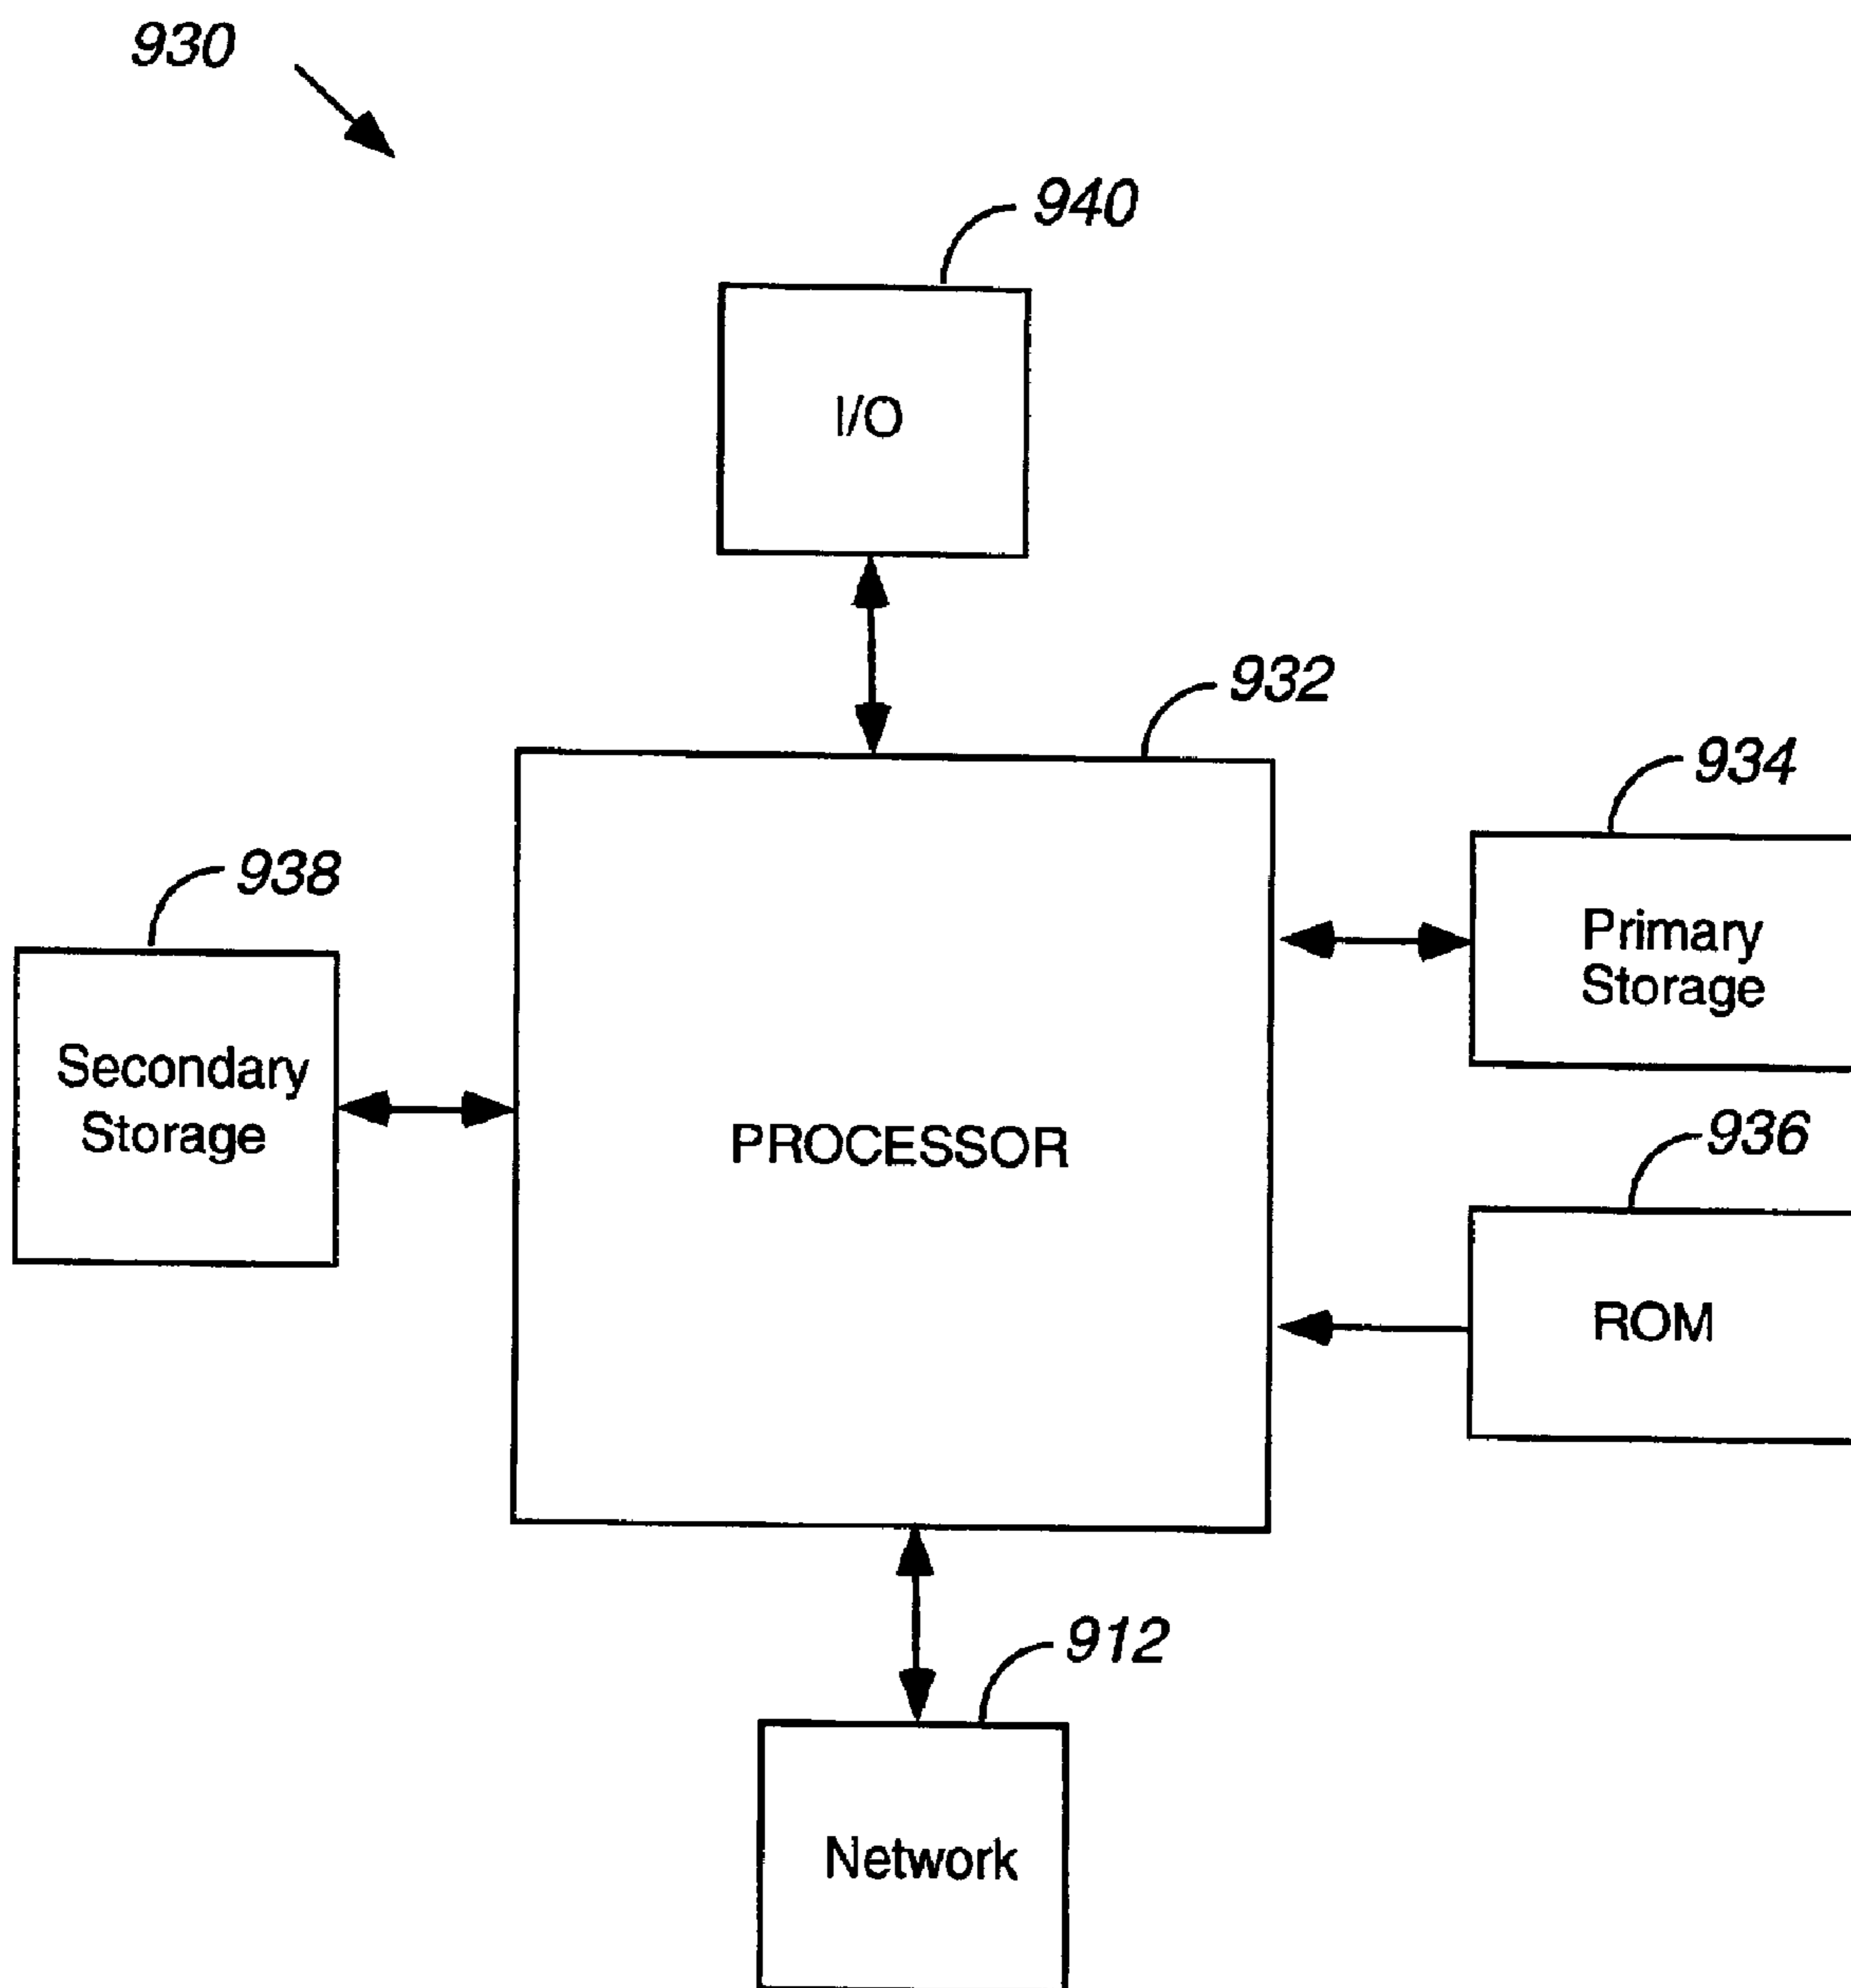 930
940
I/O
932
934
938
Primary
Storage
Secondary
Storage
PROCESSOR
936
ROM
912
Network